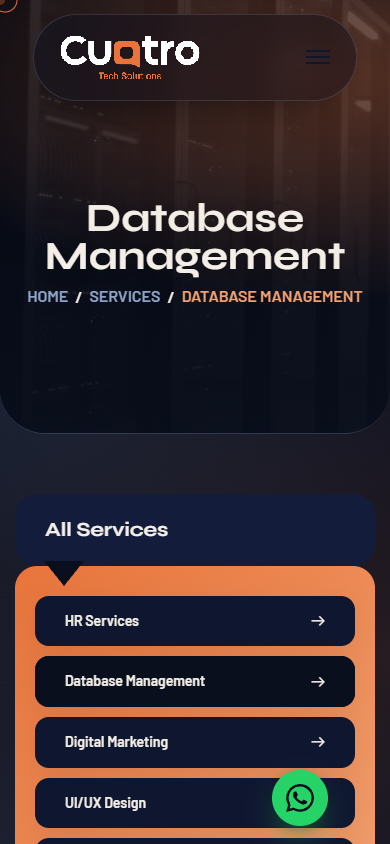 Cuatro
Tech Solutions
Database
Management
HOME / SERVICES / DATABASE MANAGEMENT
All Services
HR Services
Database Management
Digital Marketing
UI/UX Design